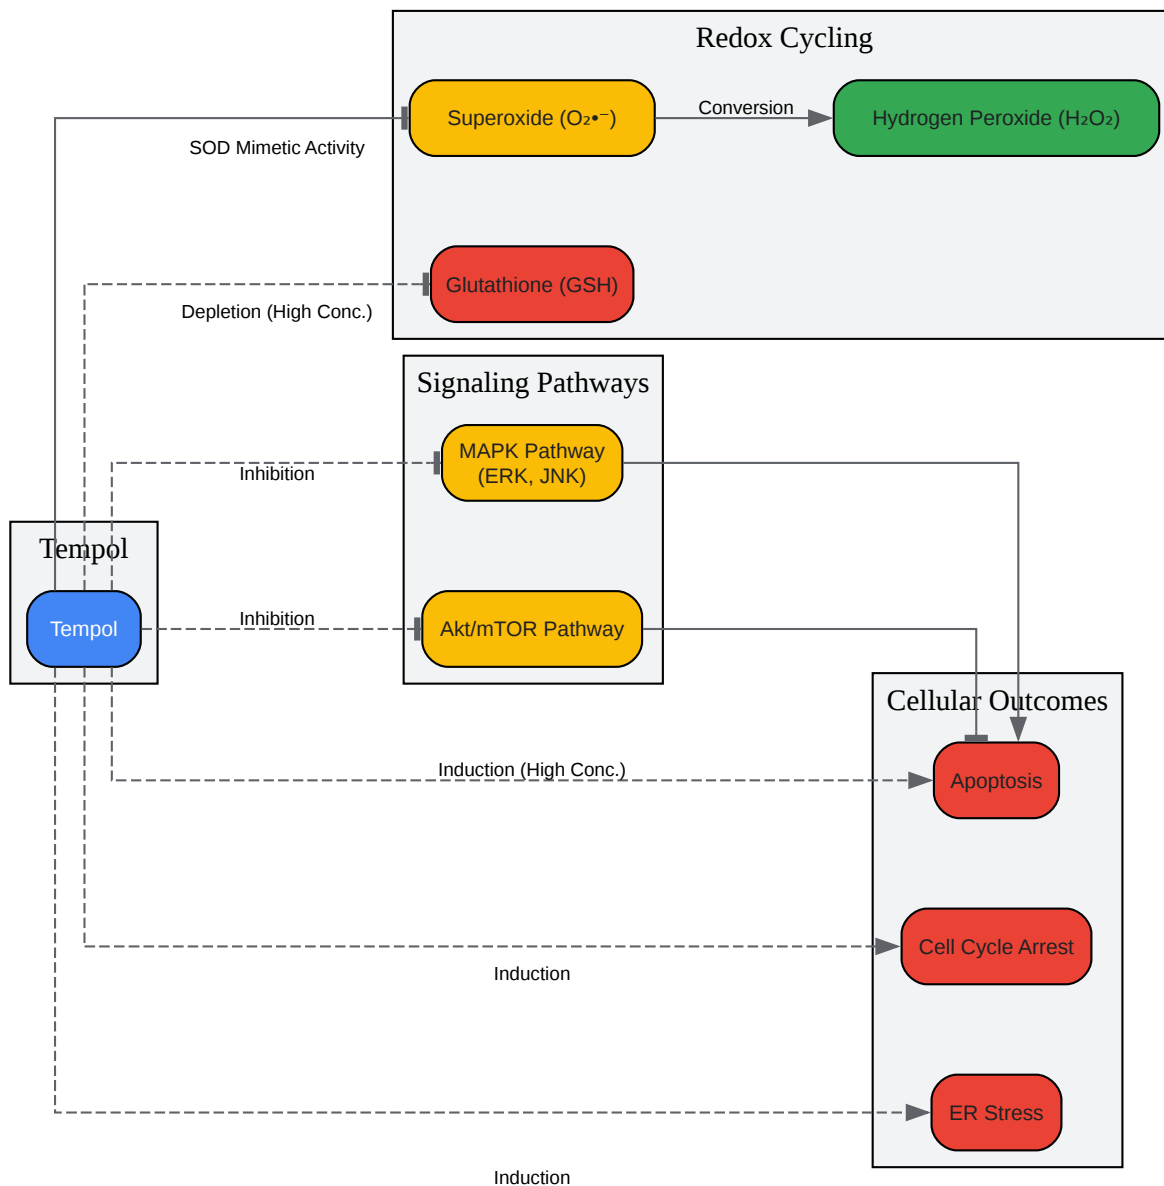 Redox Cycling
Superoxide (O₂•⁻)
Conversion
Hydrogen Peroxide (H₂O₂)
SOD Mimetic Activity
Glutathione (GSH)
Depletion (High Conc.)
Signaling Pathways
MAPK Pathway
(ERK, JNK)
Inhibition
Tempol
Tempol
Inhibition
Akt/mTOR Pathway
Cellular Outcomes
Induction (High Conc.)
Apoptosis
Cell Cycle Arrest
Induction
ER Stress
Induction